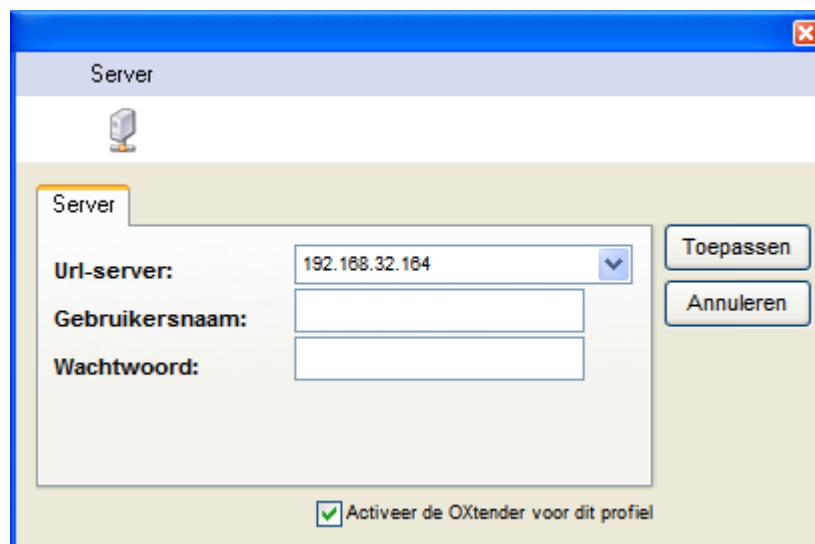 Server
Server
Url-server: 192.168.32.164
Toepassen
Gebruikersnaam:
Annuleren
Wachtwoord:
Activeer de OXtender voor dit profiel